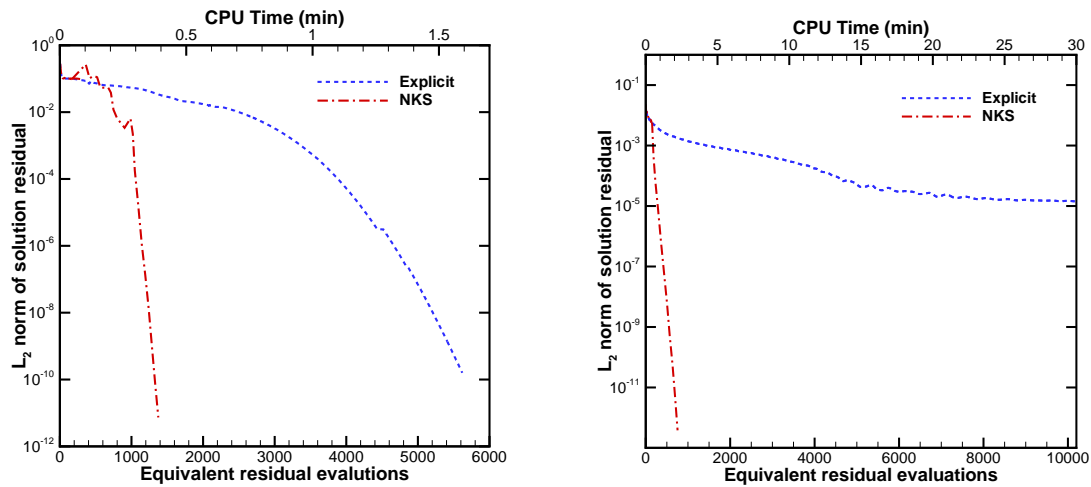 CPU Time (min)
0 0.5 1 1.5
10^0
10^-2
10^-4
10^-6
10^-8
10^-10
10^-12
L_2 norm of solution residual
Explicit
NKS
0 1000 2000 3000 4000 5000 6000
Equivalent residual evalutions
CPU Time (min)
0 5 10 15 20 25 30
10^-1
10^-3
10^-5
10^-7
10^-9
10^-11
L_2 norm of solution residual
Explicit
NKS
0 2000 4000 6000 8000 10000
Equivalent residual evaluations